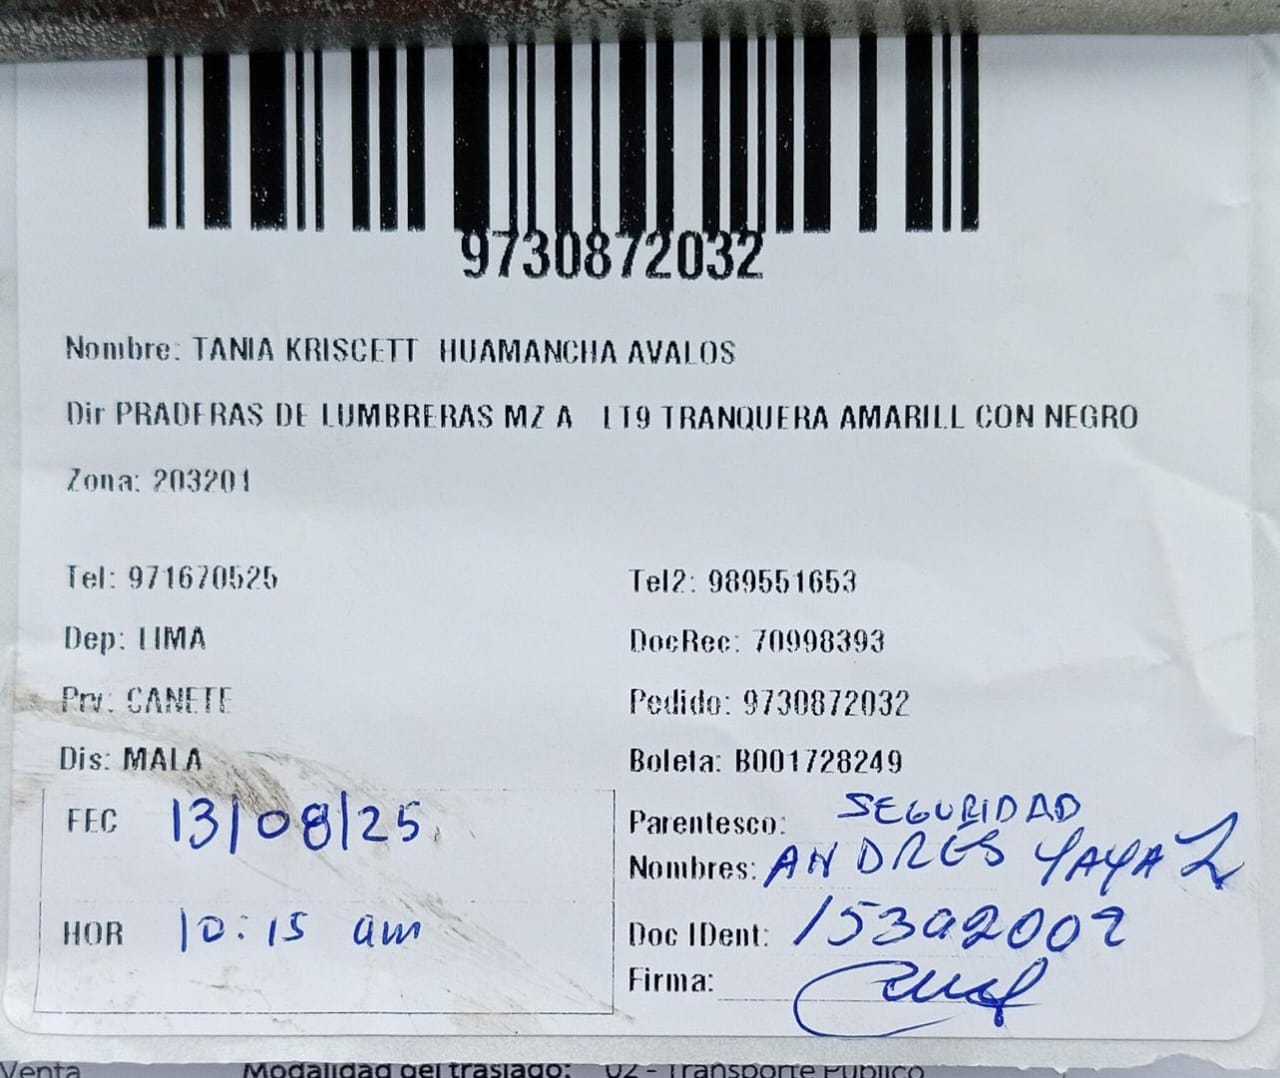 9730872032
Nombre: TANIA KRISCETT HUAMANCHA AVALOS
Dir PRADERAS DE LUMBRERAS MZ A LT9 TRANQUERA AMARILL CON NEGRO
Zona: 203201
Tel: 971670525 Tel2: 989551653
Dep: LIMA DocRec: 70998393
Prv: CANETE Pedido: 9730872032
Dis: MALA Boleta: B001728249
FEC 13/08/25 Parentesco: SEGURIDAD
Nombres: ANDRES YAYA
HOR 10:15 am Doc IDent:
Firma:
Venta Modalidad del traslado: 02 - Transporte Público